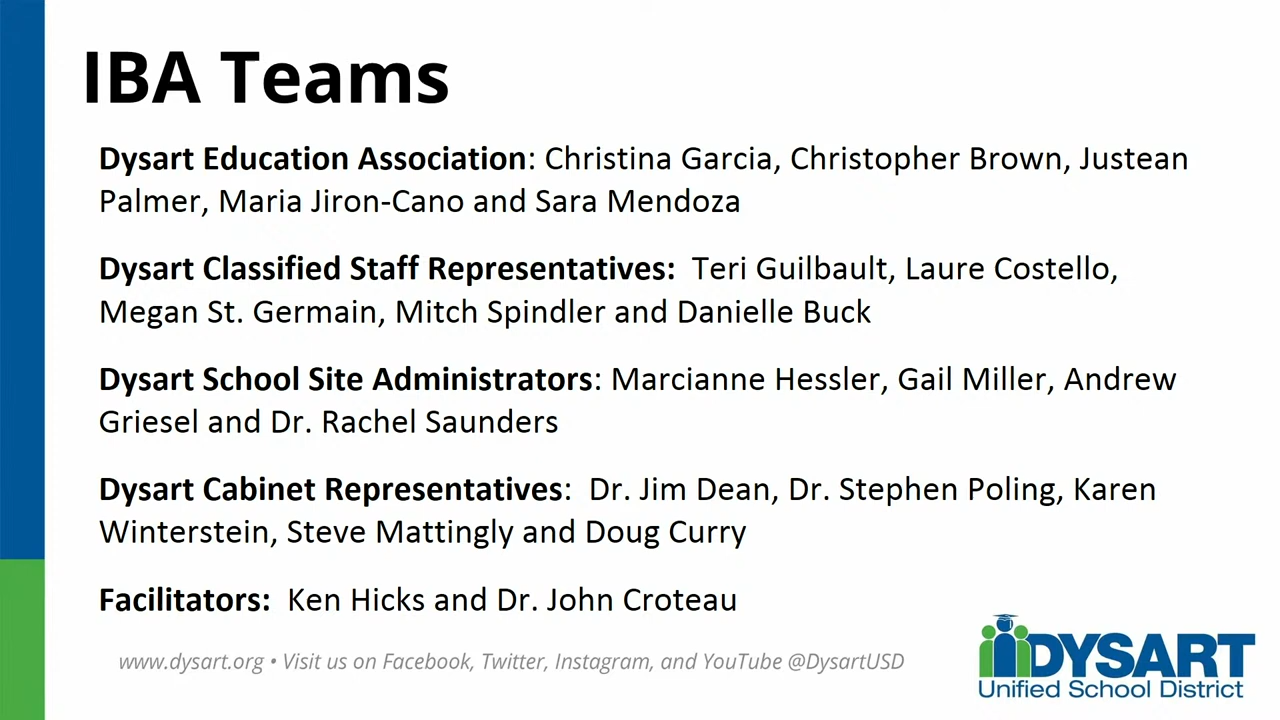 IBA Teams
Dysart Education Association: Christina Garcia, Christopher Brown, Justean
Palmer, Maria Jiron-Cano and Sara Mendoza
Dysart Classified Staff Representatives:  Teri Guilbault, Laure Costello,
Megan St. Germain, Mitch Spindler and Danielle Buck
Dysart School Site Administrators: Marcianne Hessler, Gail Miller, Andrew
Griesel and Dr. Rachel Saunders
Dysart Cabinet Representatives:  Dr. Jim Dean, Dr. Stephen Poling, Karen
Winterstein, Steve Mattingly and Doug Curry
Facilitators:  Ken Hicks and Dr. John Croteau
www.dysart.org • Visit us on Facebook, Twitter, Instagram, and YouTube @DysartUSD
DYSART
Unified School District